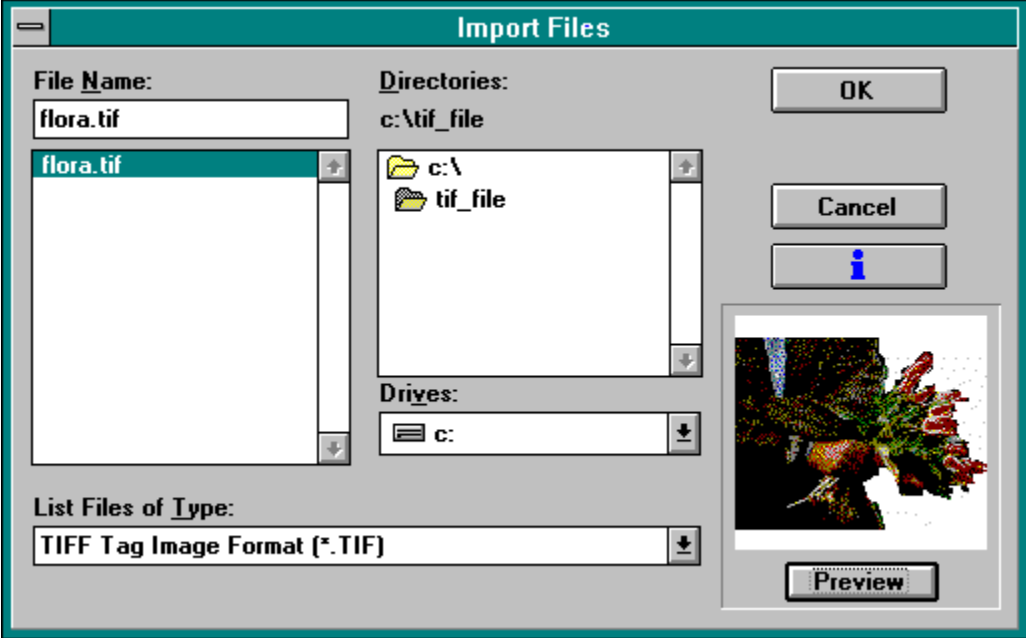 Import Files
File Name:
flora.tif
flora.tif
Directories:
c:\tif_file
c:\
tif_file
Drives:
c:
List Files of Type:
TIFF Tag Image Format (*.TIF)
OK
Cancel
i
Preview